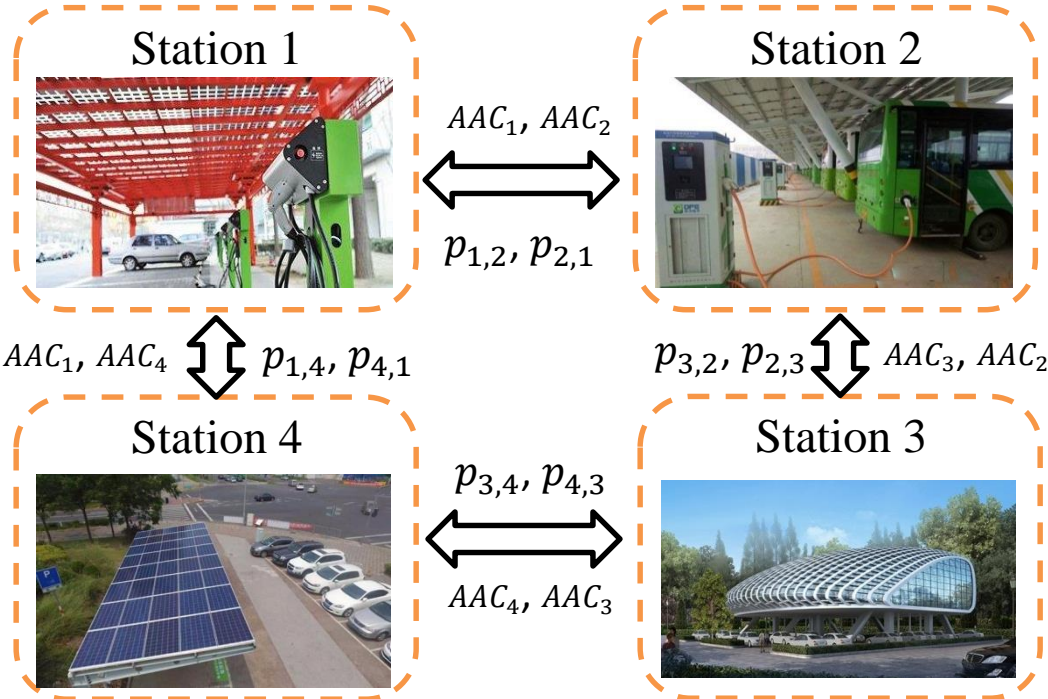 Station 1
Station 2
AAC₁, AAC₂
p₁,₂, p₂,₁
AAC₁, AAC₄
p₁,₄, p₄,₁
p₃,₂, p₂,₃
AAC₃, AAC₂
Station 4
Station 3
p₃,₄, p₄,₃
AAC₄, AAC₃
P